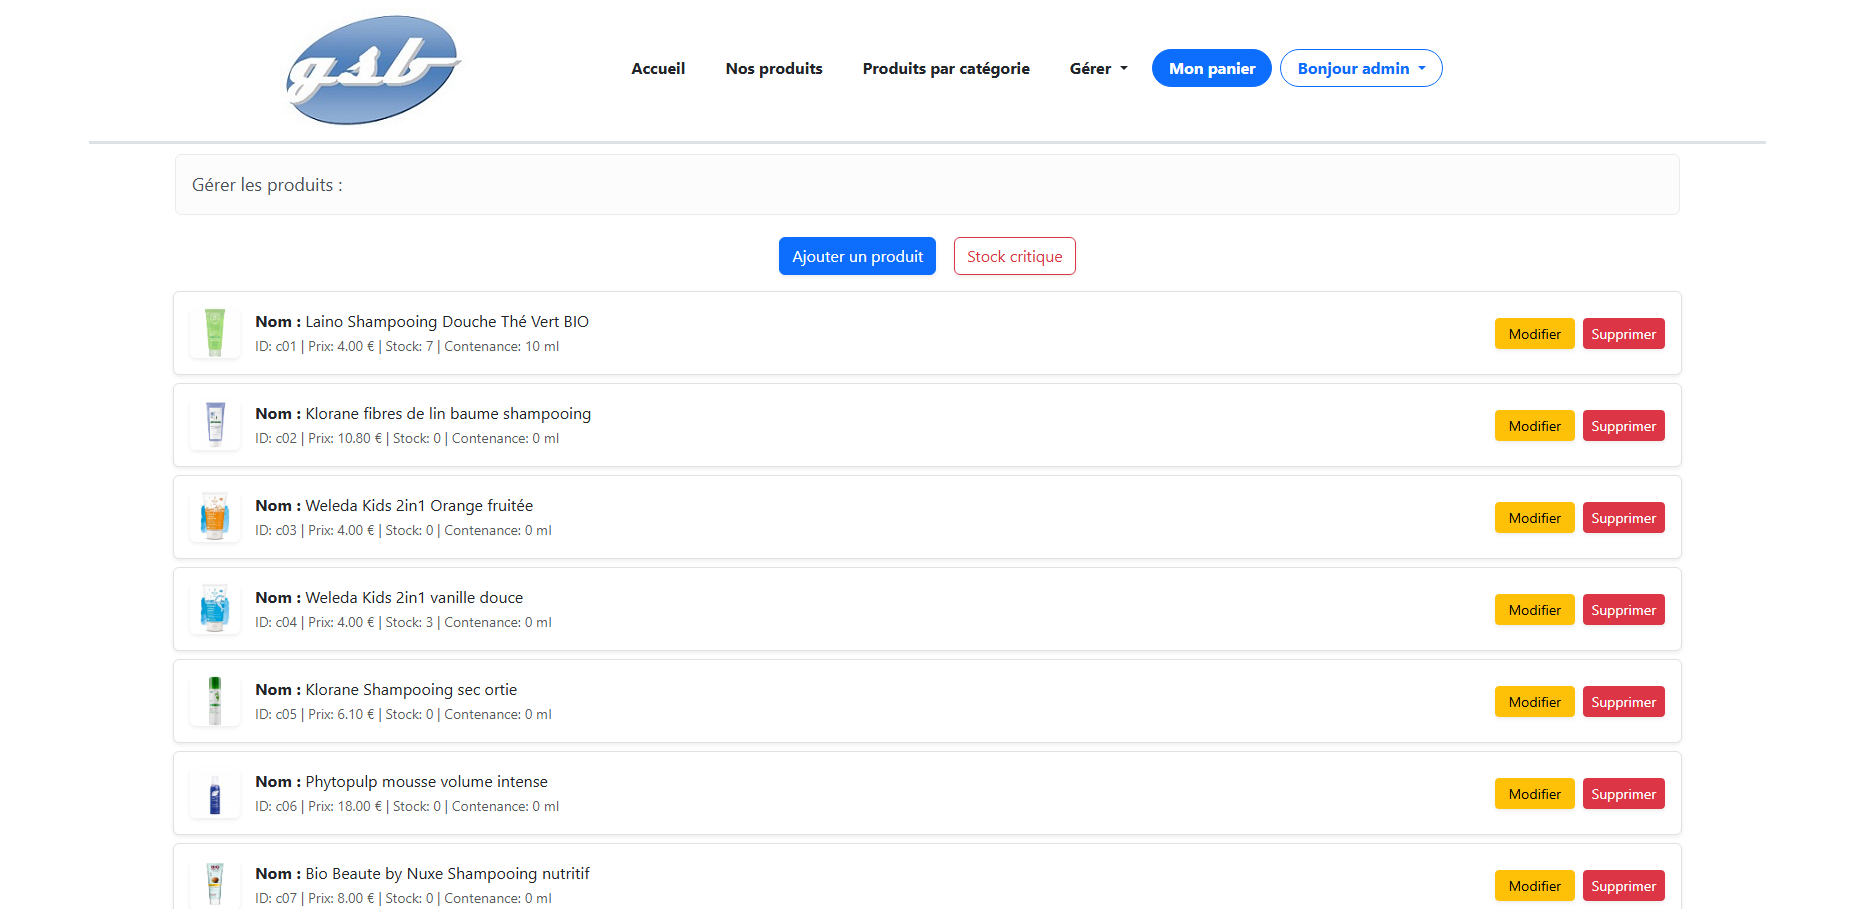 gsb
Accueil
Nos produits
Produits par catégorie
Gérer
Mon panier
Bonjour admin
Gérer les produits :
Ajouter un produit
Stock critique
Nom : Laino Shampooing Douche Thé Vert BIO
ID: c01 | Prix: 4.00 € | Stock: 7 | Contenance: 10 ml
Modifier
Supprimer
Nom : Klorane fibres de lin baume shampooing
ID: c02 | Prix: 10.80 € | Stock: 0 | Contenance: 0 ml
Modifier
Supprimer
Nom : Weleda Kids 2in1 Orange fruitée
ID: c03 | Prix: 4.00 € | Stock: 0 | Contenance: 0 ml
Modifier
Supprimer
Nom : Weleda Kids 2in1 vanille douce
ID: c04 | Prix: 4.00 € | Stock: 3 | Contenance: 0 ml
Modifier
Supprimer
Nom : Klorane Shampooing sec ortie
ID: c05 | Prix: 6.10 € | Stock: 0 | Contenance: 0 ml
Modifier
Supprimer
Nom : Phytopulp mousse volume intense
ID: c06 | Prix: 18.00 € | Stock: 0 | Contenance: 0 ml
Modifier
Supprimer
Nom : Bio Beaute by Nuxe Shampooing nutritif
ID: c07 | Prix: 8.00 € | Stock: 0 | Contenance: 0 ml
Modifier
Supprimer